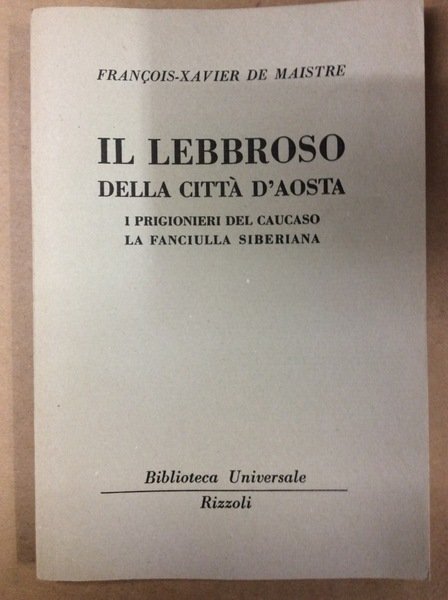 FRANÇOIS-XAVIER DE MAISTRE
IL LEBBROSO
DELLA CITTÀ D'AOSTA
I PRIGIONIERI DEL CAUCASO
LA FANCIULLA SIBERIANA
Biblioteca Universale
Rizzoli